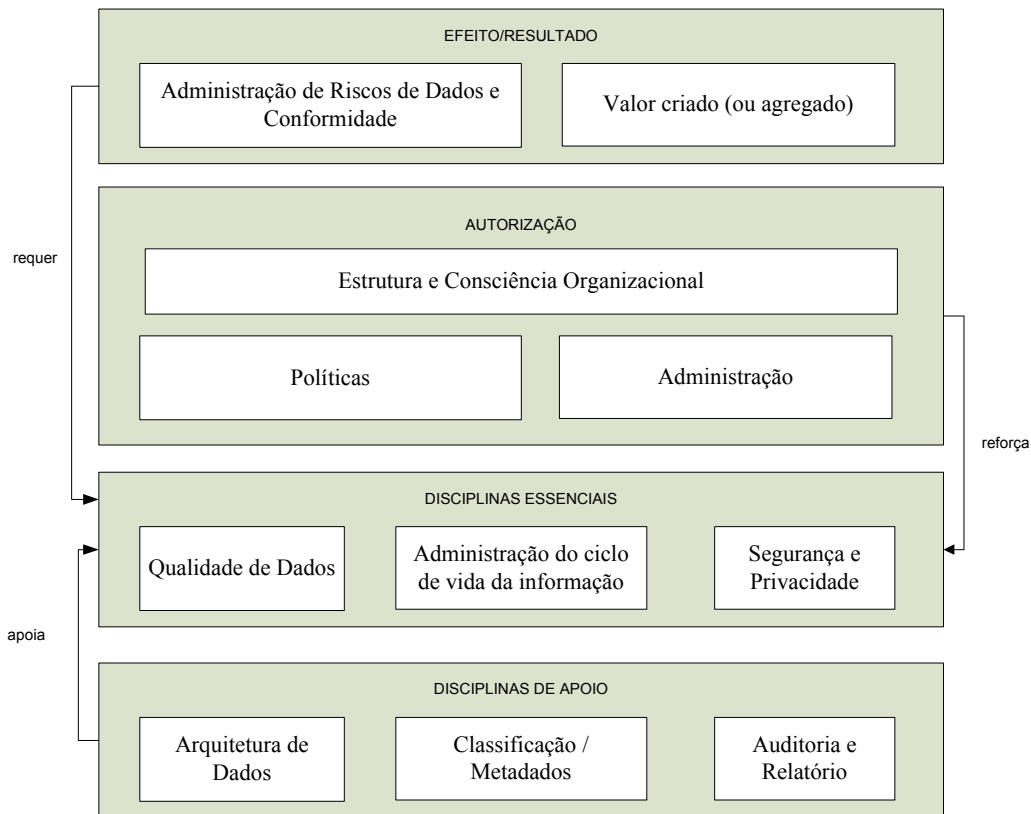 EFEITO/RESULTADO
Administração de Riscos de Dados e
Conformidade
Valor criado (ou agregado)
AUTORIZAÇÃO
requer
Estrutura e Consciência Organizacional
Políticas
Administração
reforça
DISCIPLINAS ESSENCIAIS
Qualidade de Dados
Administração do ciclo
de vida da informação
Segurança e
Privacidade
apoia
DISCIPLINAS DE APOIO
Arquitetura de
Dados
Classificação /
Metadados
Auditoria e
Relatório